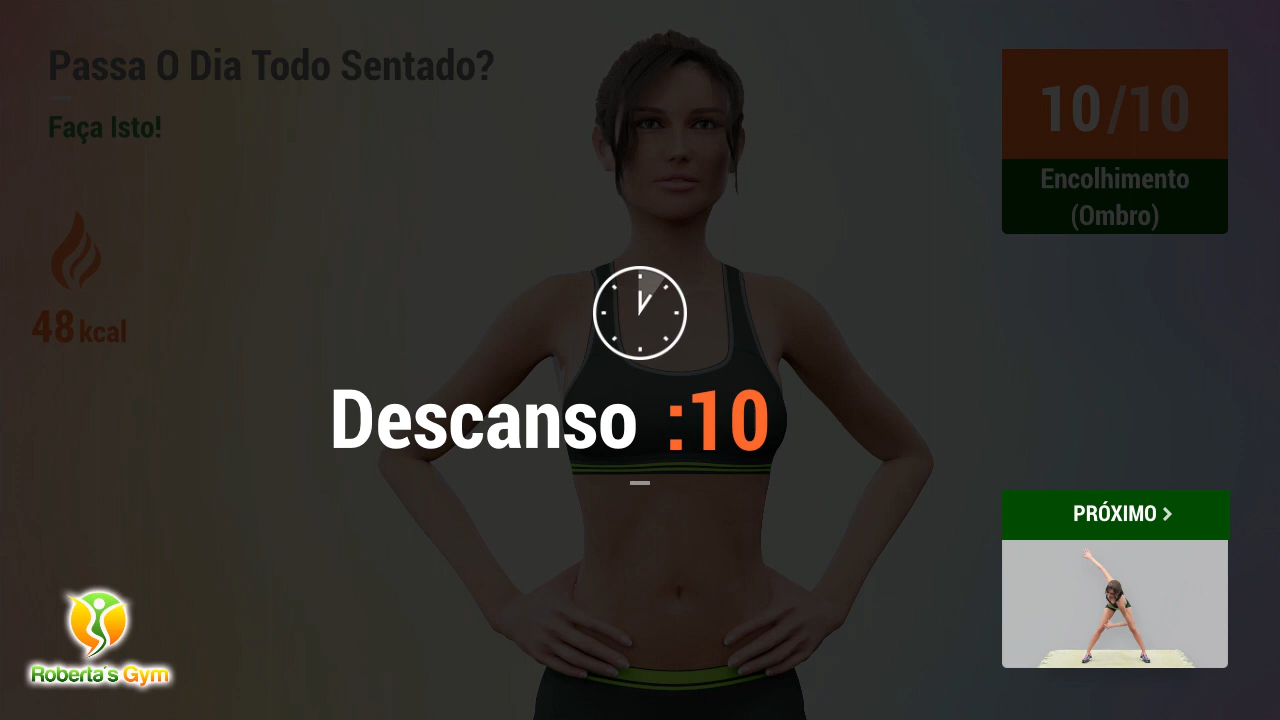 Passa O Dia Todo Sentado?
Faça Isto!
48 kcal
10/10
Encolhimento
(Ombro)
Descanso :10
PRÓXIMO >
Roberta's Gym